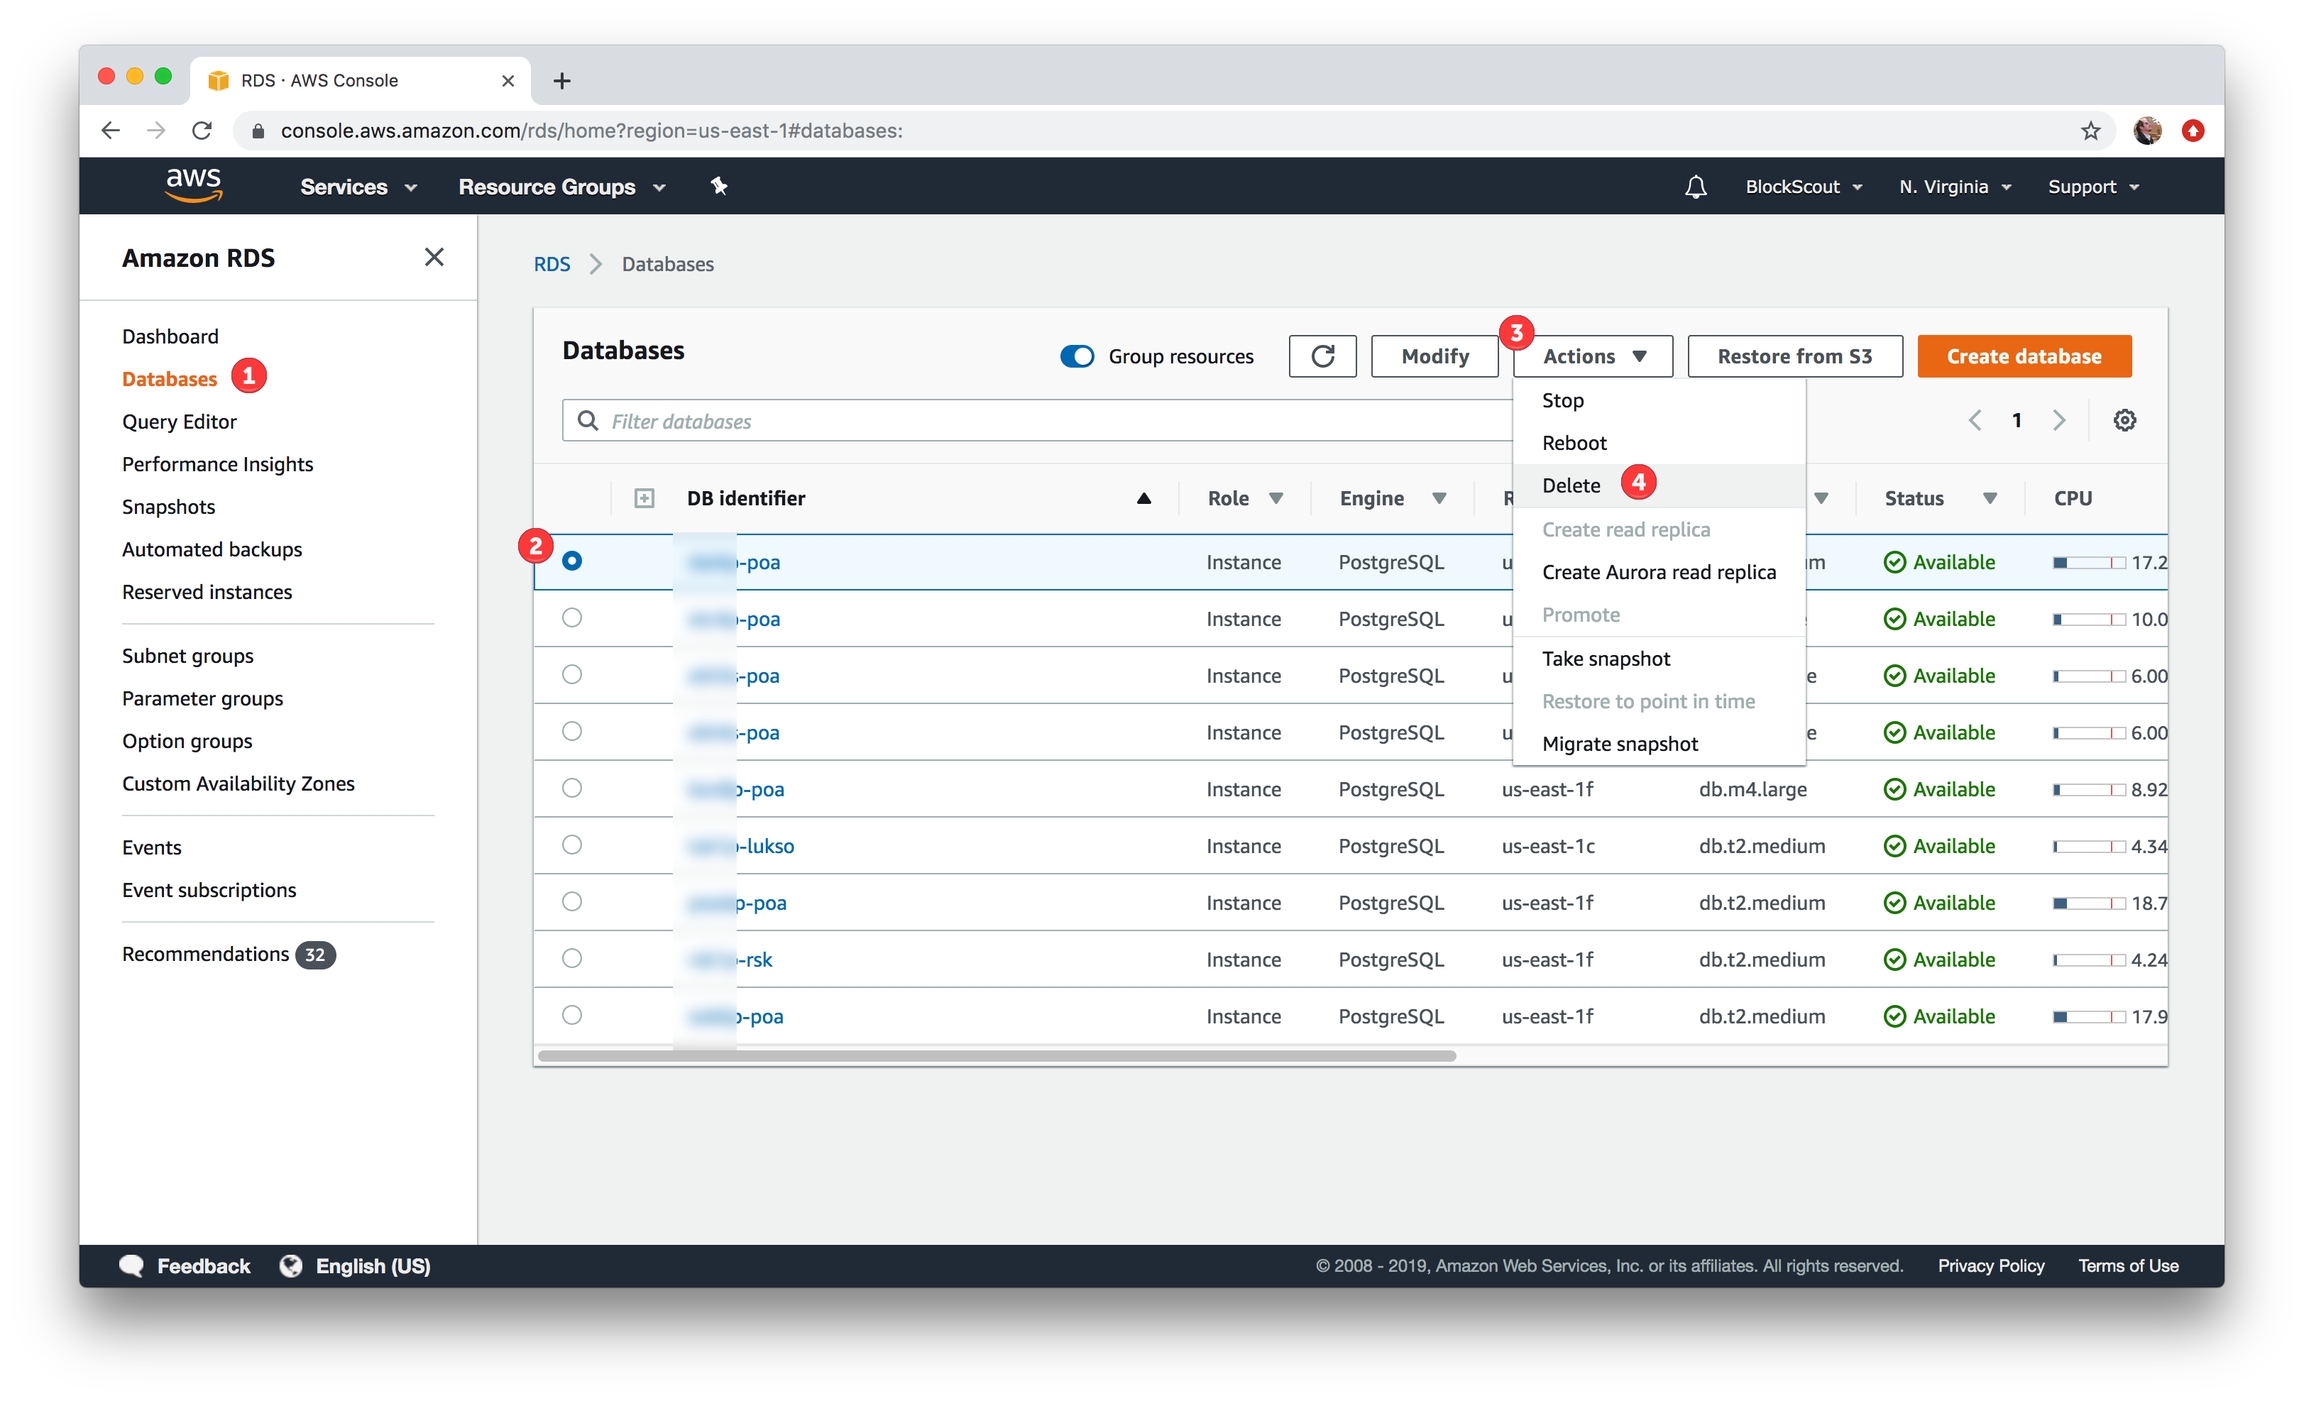 RDS · AWS Console
console.aws.amazon.com/rds/home?region=us-east-1#databases:
aws Services Resource Groups BlockScout N. Virginia Support
Amazon RDS
Dashboard
Databases 1
Query Editor
Performance Insights
Snapshots
Automated backups
Reserved instances
Subnet groups
Parameter groups
Option groups
Custom Availability Zones
Events
Event subscriptions
Recommendations 32
RDS > Databases
Databases Group resources Modify 3 Actions Restore from S3 Create database
Filter databases 1
Stop
Reboot
Delete 4
Create read replica
Create Aurora read replica
Promote
Take snapshot
Restore to point in time
Migrate snapshot
DB identifier Role Engine R Status CPU
2 -poa Instance PostgreSQL u m Available 17.2
-poa Instance PostgreSQL u Available 10.0
-poa Instance PostgreSQL u e Available 6.00
-poa Instance PostgreSQL u e Available 6.00
-poa Instance PostgreSQL us-east-1f db.m4.large Available 8.92
-lukso Instance PostgreSQL us-east-1c db.t2.medium Available 4.34
p-poa Instance PostgreSQL us-east-1f db.t2.medium Available 18.7
-rsk Instance PostgreSQL us-east-1f db.t2.medium Available 4.24
-poa Instance PostgreSQL us-east-1f db.t2.medium Available 17.9
Feedback English (US) © 2008 - 2019, Amazon Web Services, Inc. or its affiliates. All rights reserved. Privacy Policy Terms of Use